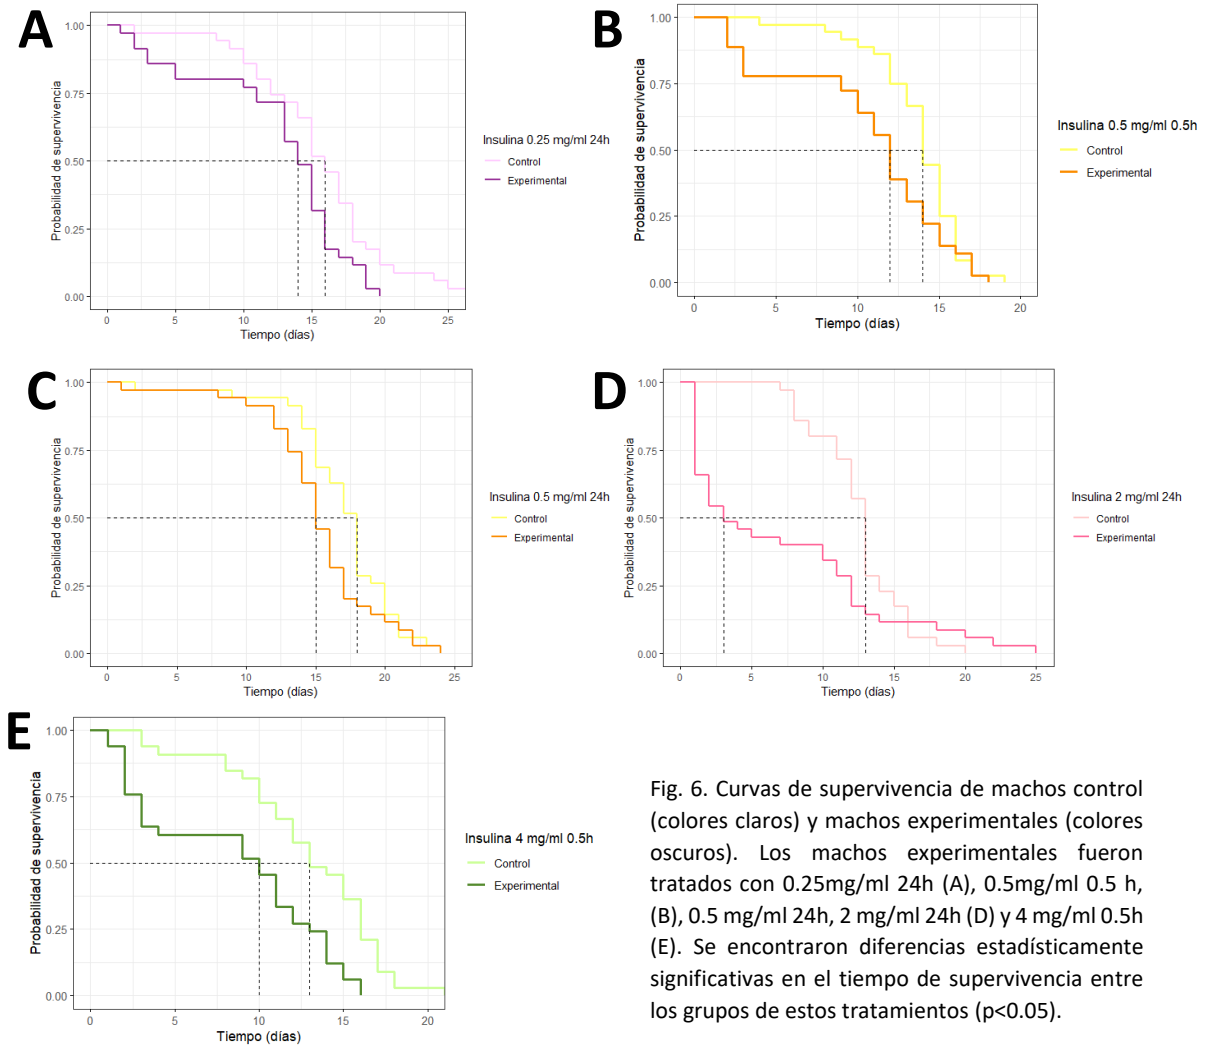 A
1.00
0.75
0.50
0.25
0.00
Probabilidad de supervivencia
0
5
10
15
20
25
Tiempo (días)
Insulina 0.25 mg/ml 24h
Control
Experimental
B
1.00
0.75
0.50
0.25
0.00
Probabilidad de supervivencia
0
5
10
15
20
Tiempo (días)
Insulina 0.5 mg/ml 0.5h
Control
Experimental
C
1.00
0.75
0.50
0.25
0.00
Probabilidad de supervivencia
0
5
10
15
20
25
Tiempo (días)
Insulina 0.5 mg/ml 24h
Control
Experimental
D
1.00
0.75
0.50
0.25
0.00
Probabilidad de supervivencia
0
5
10
15
20
25
Tiempo (días)
Insulina 2 mg/ml 24h
Control
Experimental
E
1.00
0.75
0.50
0.25
0.00
Probabilidad de supervivencia
0
5
10
15
20
Tiempo (días)
Insulina 4 mg/ml 0.5h
Control
Experimental
Fig. 6. Curvas de supervivencia de machos control
(colores claros) y machos experimentales (colores
oscuros). Los machos experimentales fueron
tratados con 0.25mg/ml 24h (A), 0.5mg/ml 0.5 h,
(B), 0.5 mg/ml 24h, 2 mg/ml 24h (D) y 4 mg/ml 0.5h
(E). Se encontraron diferencias estadísticamente
significativas en el tiempo de supervivencia entre
los grupos de estos tratamientos (p<0.05).